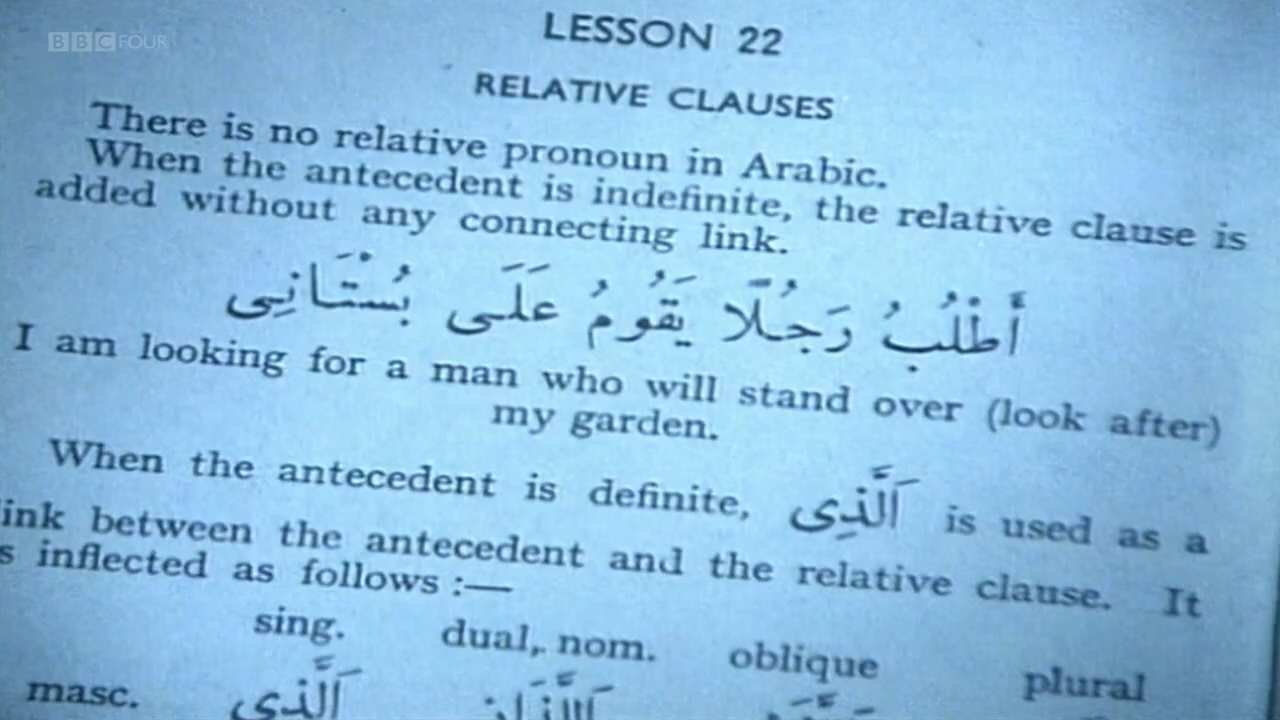 BBC FOUR
LESSON 22
RELATIVE CLAUSES
There is no relative pronoun in Arabic.
When the antecedent is indefinite, the relative clause is
added without any connecting link.
أَطْلُبُ رَجُلًا يَقُومُ عَلَى بُسْتَانِى
I am looking for a man who will stand over (look after)
my garden.
When the antecedent is definite, اَلَّذِى is used as a
ink between the antecedent and the relative clause. It
s inflected as follows :—
sing. dual, nom. oblique plural
masc. اَلَّذِى